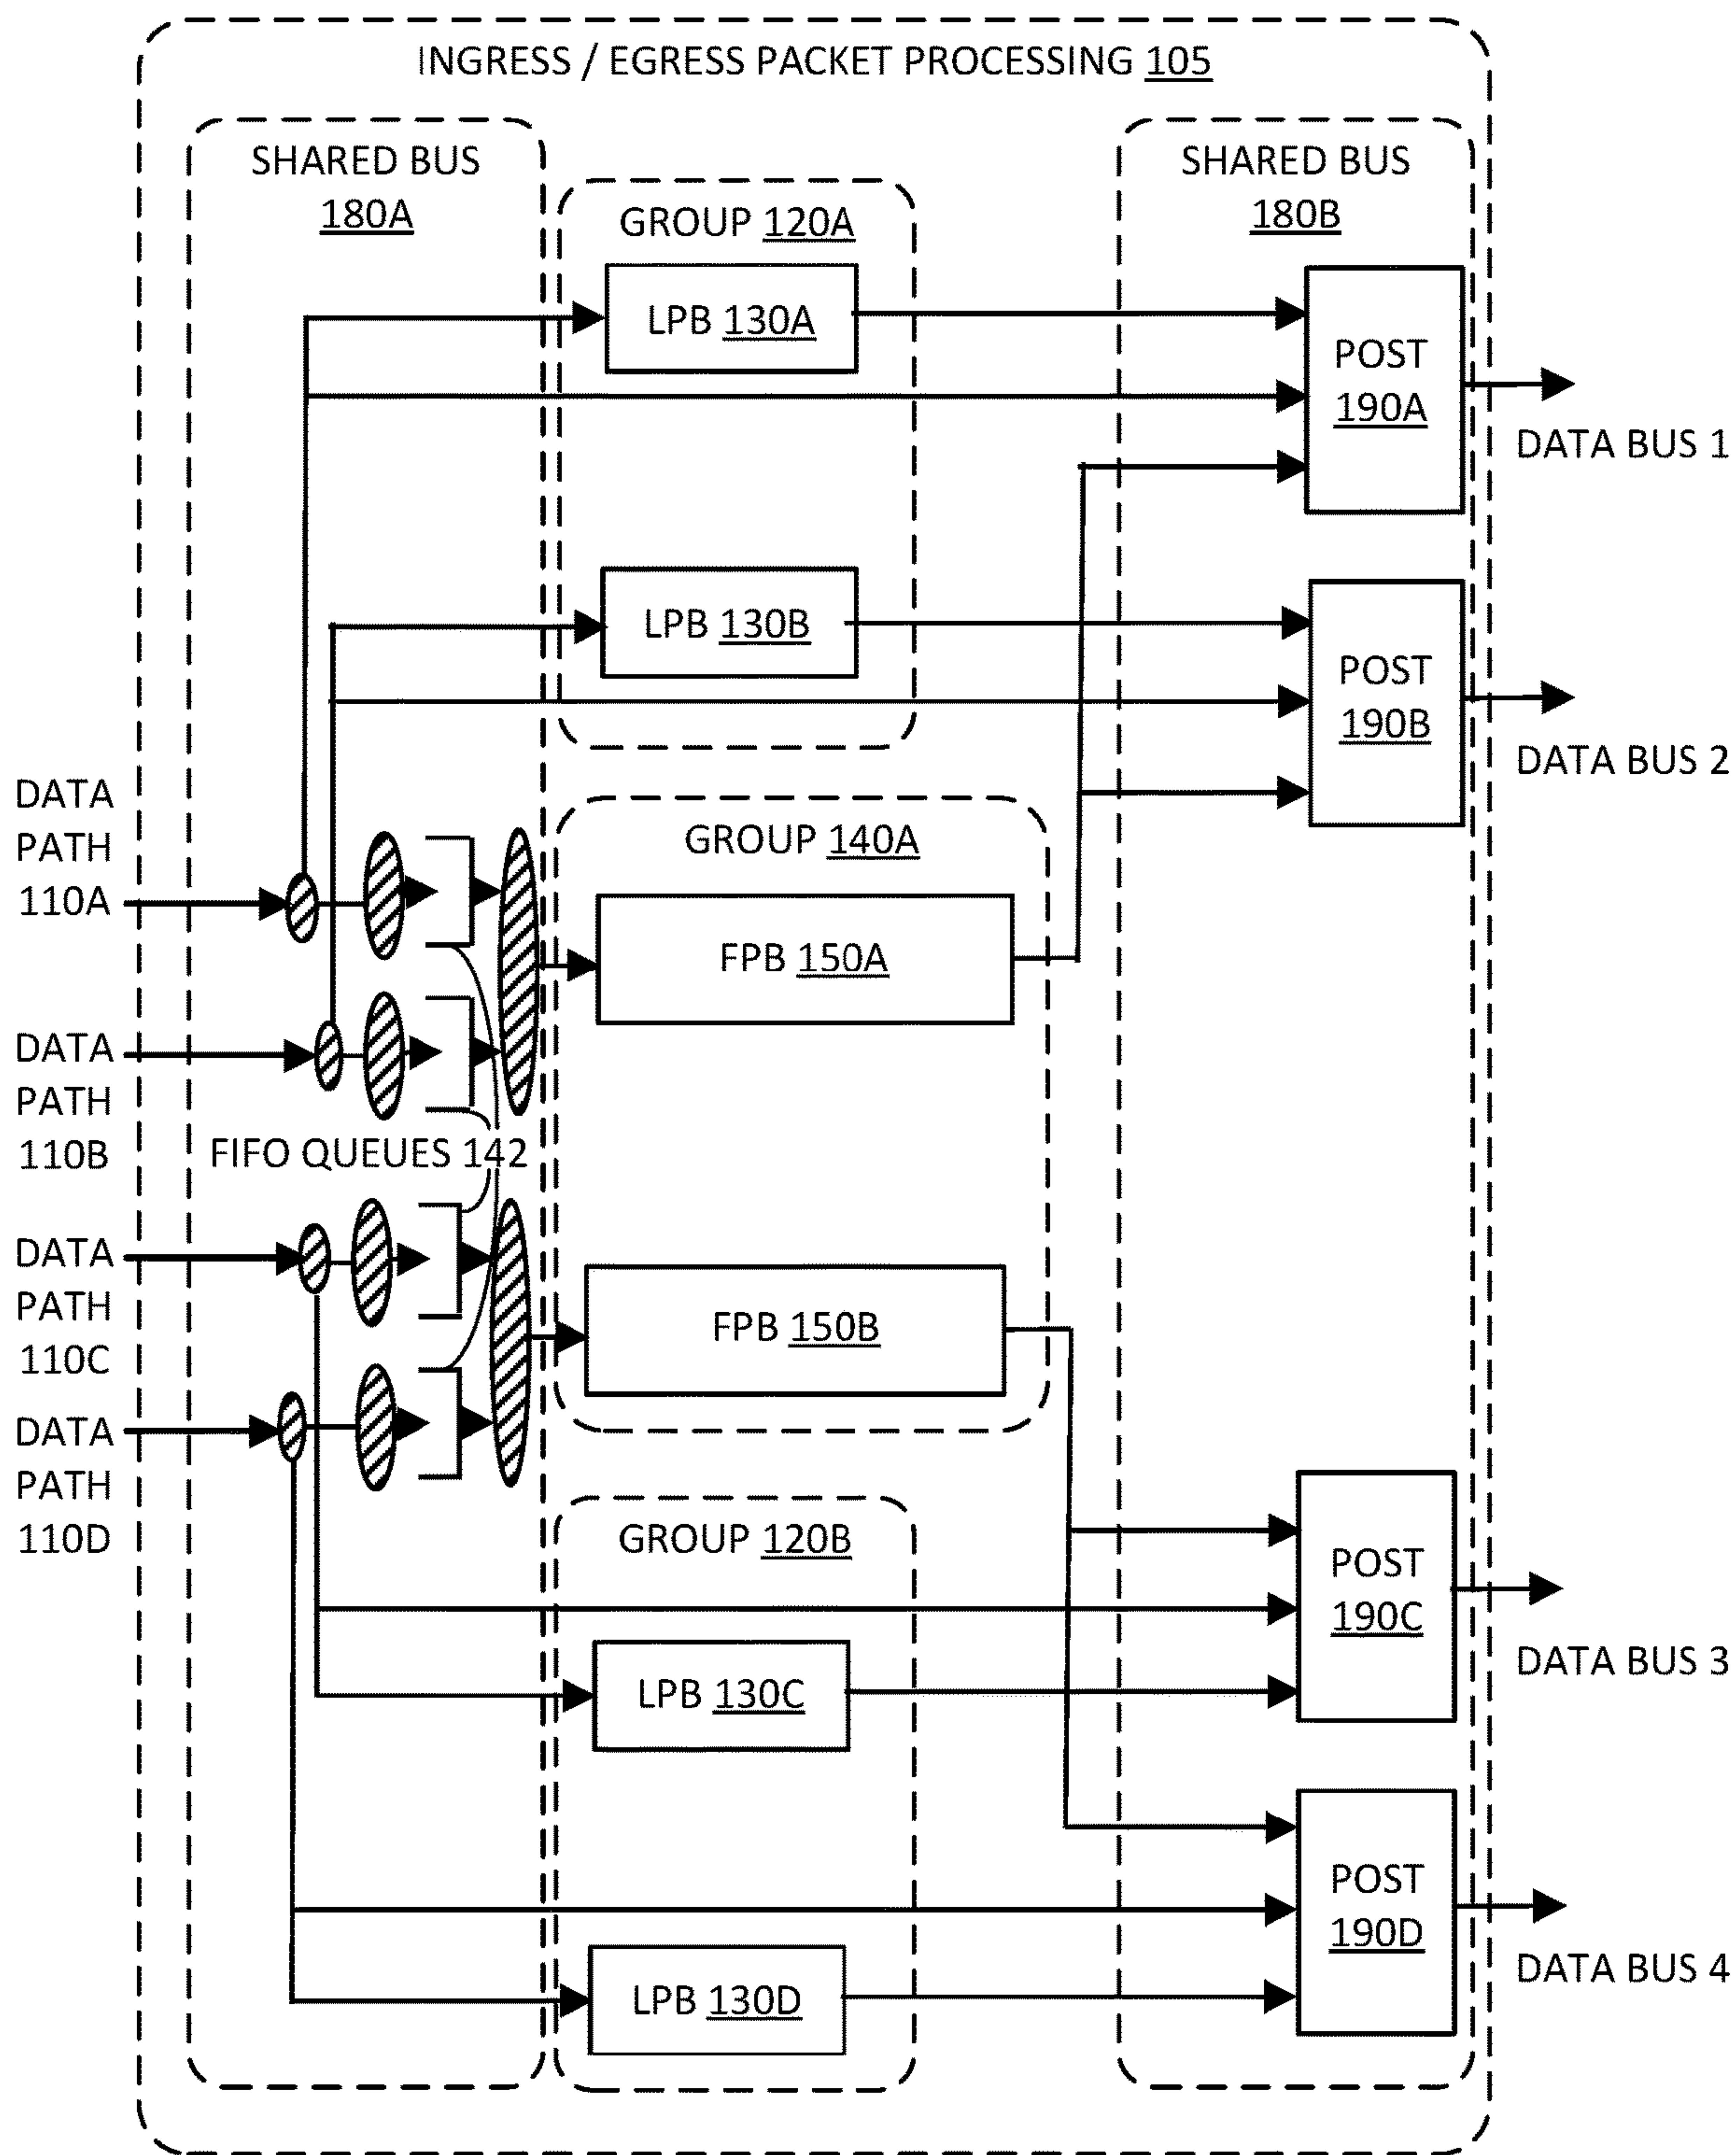 INGRESS / EGRESS PACKET PROCESSING 105
SHARED BUS
180A
GROUP 120A
LPB 130A
LPB 130B
SHARED BUS
180B
POST
190A
DATA BUS 1
POST
190B
DATA BUS 2
DATA
PATH
110A
DATA
PATH
110B
FIFO QUEUES 142
DATA
PATH
110C
DATA
PATH
110D
GROUP 140A
FPB 150A
FPB 150B
GROUP 120B
LPB 130C
LPB 130D
POST
190C
DATA BUS 3
POST
190D
DATA BUS 4